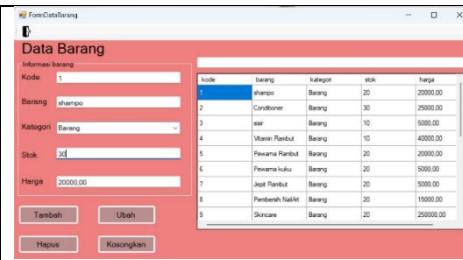 FormDataBarang
Data Barang
Informasi barang
Kode 1
Barang shampo
Kategori Barang
Stok 30
Harga 20000,00
Tambah Ubah
Hapus Kosongkan
kode barang kategori stok harga
1 shampo Barang 20 20000,00
2 Conditioner Barang 30 25000,00
3 sisir Barang 10 5000,00
4 Vitamin Rambut Barang 10 40000,00
5 Pewarna Rambut Barang 20 20000,00
6 Pewarna kuku Barang 20 5000,00
7 Jepit Rambut Barang 20 5000,00
8 Pembersih NailArt Barang 20 15000,00
9 Skincare Barang 20 250000,00